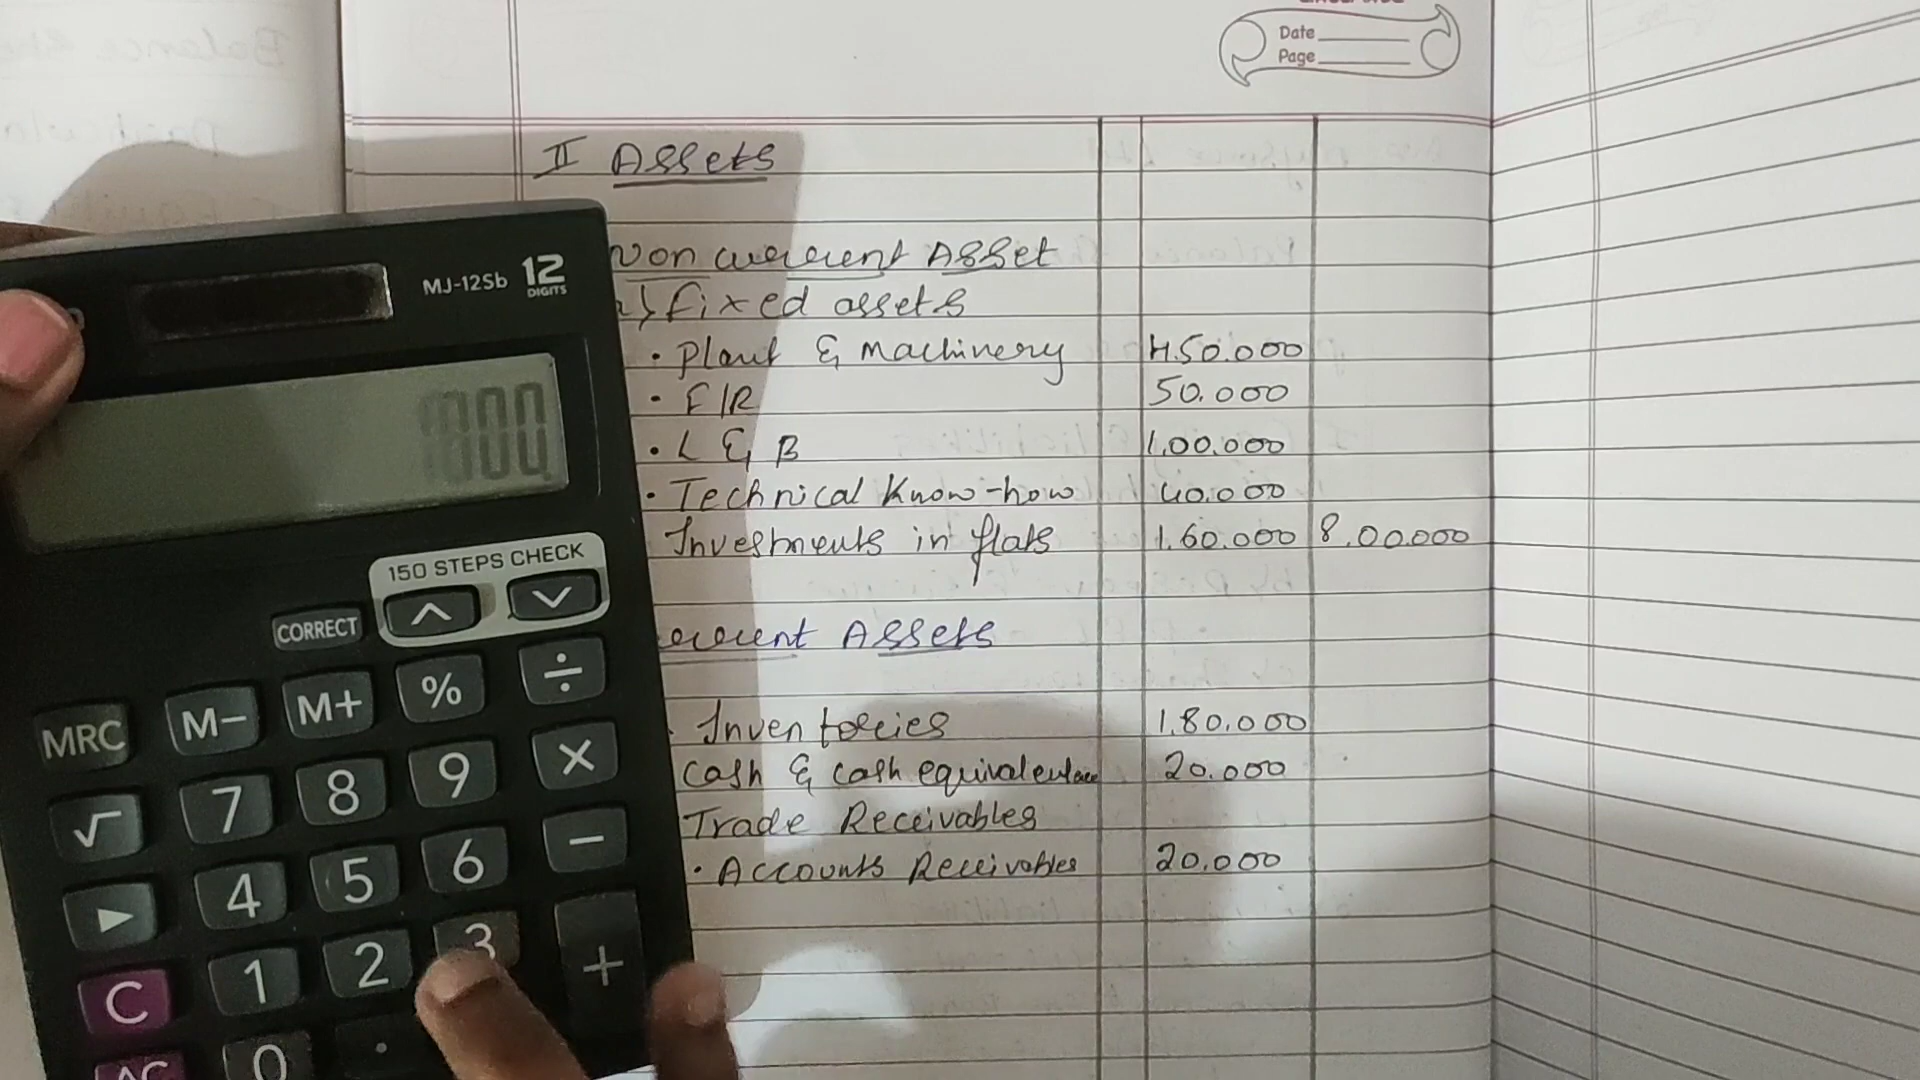 Date
Page
II Assets
Non current Asset
a) fixed assets
• Plant & Machinery 4.50.000
• F/R 50.000
• L & B 1.00.000
• Technical Know-how 40.000
Investments in flats 1.60.000 8.00.000
Current Assets
Inventories 1.80.000
Cash & cash equivalent 20.000
Trade Receivables
• Accounts Receivables 20.000
MJ-12Sb 12
DIGITS
150 STEPS CHECK
CORRECT
MRC M− M+ % ÷
√ 7 8 9 ×
4 5 6 −
C 1 2 3 +
AC 0 .